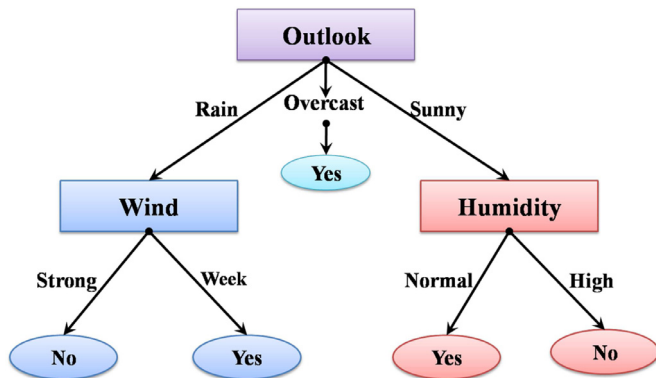 Outlook
Rain
Overcast
Sunny
Yes
Wind
Humidity
Strong
Week
Normal
High
No
Yes
Yes
No